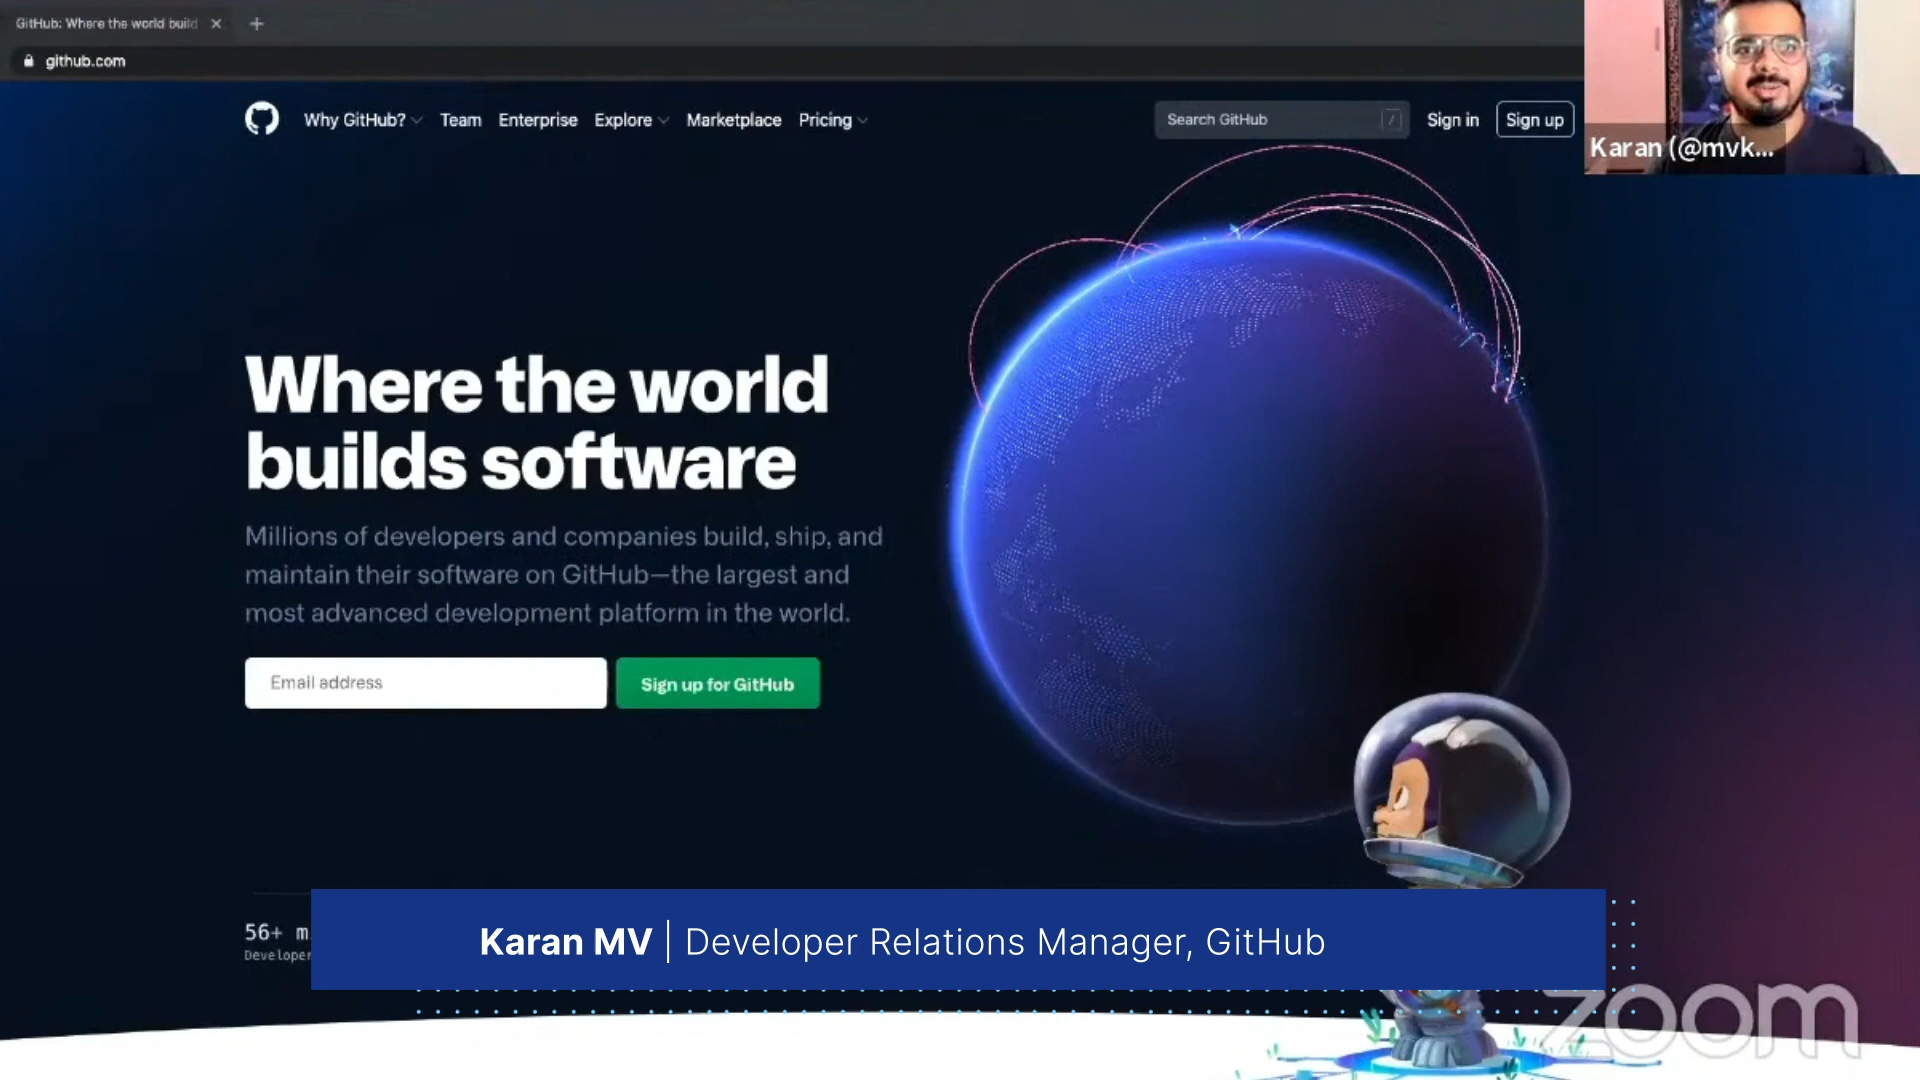 GitHub: Where the world build
github.com
Why GitHub? Team Enterprise Explore Marketplace Pricing
Search GitHub /
Sign in
Sign up
Karan (@mvk...
Where the world
builds software
Millions of developers and companies build, ship, and
maintain their software on GitHub—the largest and
most advanced development platform in the world.
Email address
Sign up for GitHub
56+ m
Developer
Karan MV | Developer Relations Manager, GitHub
zoom